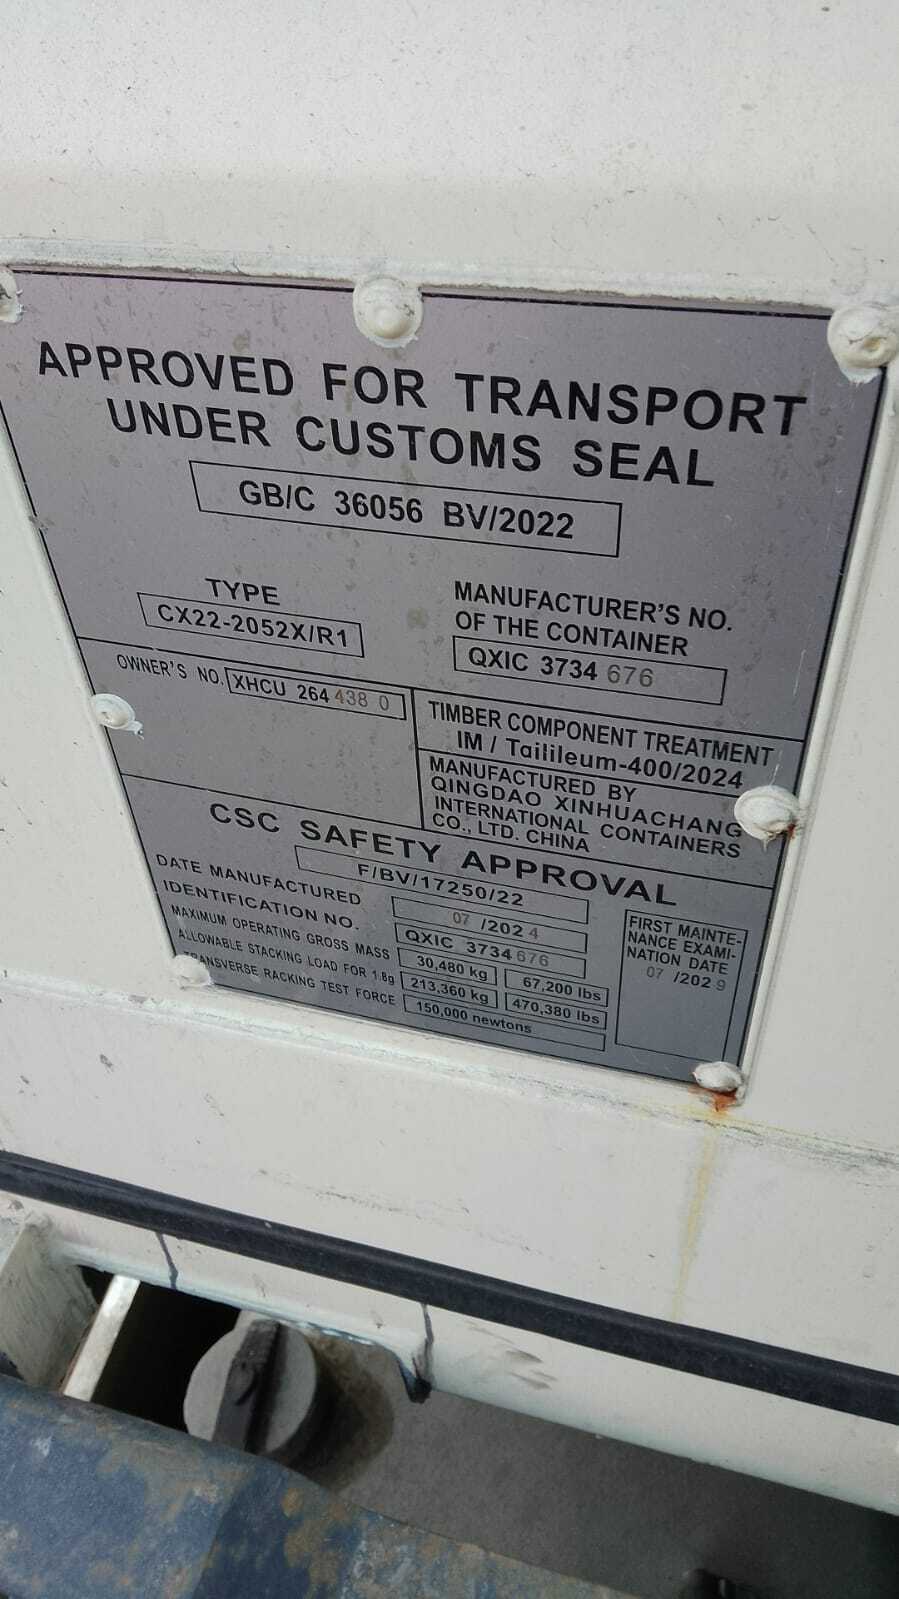 APPROVED FOR TRANSPORT
UNDER CUSTOMS SEAL
GB/C 36056 BV/2022
TYPE
CX22-2052X/R1
MANUFACTURER'S NO.
OF THE CONTAINER
QXIC 3734 676
OWNER'S NO. XHCU 264 438 0
TIMBER COMPONENT TREATMENT
IM / Tailileum-400/2024
MANUFACTURED BY
QINGDAO XINHUACHANG
INTERNATIONAL CONTAINERS
CO., LTD. CHINA
CSC SAFETY APPROVAL
F/BV/17250/22
DATE MANUFACTURED 07 /2024
IDENTIFICATION NO. QXIC 3734 676
MAXIMUM OPERATING GROSS MASS 30,480 kg 67,200 lbs
ALLOWABLE STACKING LOAD FOR 1.8g 213,360 kg 470,380 lbs
TRANSVERSE RACKING TEST FORCE 150,000 newtons
FIRST MAINTE-
NANCE EXAMI-
NATION DATE
07 /2029